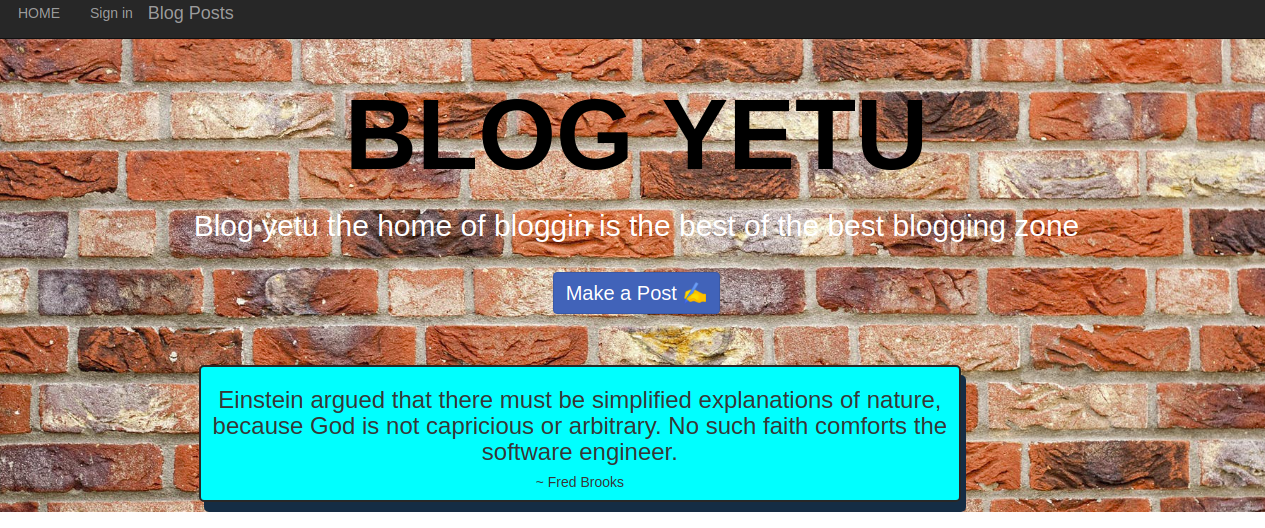 HOME Sign in Blog Posts
BLOG YETU
Blog yetu the home of bloggin is the best of the best blogging zone
Make a Post ✍
Einstein argued that there must be simplified explanations of nature,
because God is not capricious or arbitrary. No such faith comforts the
software engineer.
~ Fred Brooks